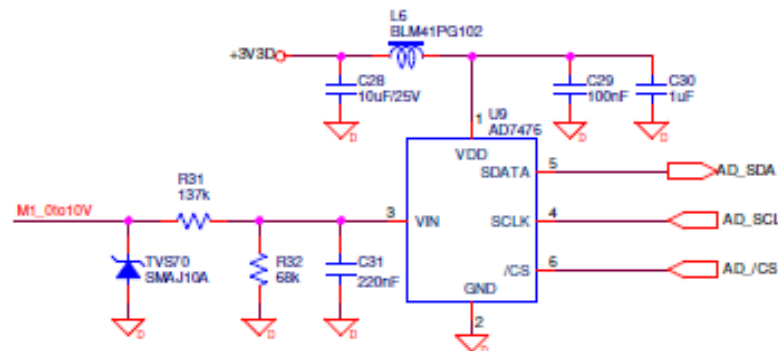 L6
BLM41PG102
+3V3D
C28
10uF/25V
C29
100nF
C30
1uF
D
D
D
U9
AD7476
1
VDD
SDATA
5
AD_SDA
R31
137k
M1_0to10V
3
VIN
SCLK
4
AD_SCL
TVS70
SMAJ10A
R32
68k
C31
220nF
/CS
6
AD_/CS
GND
2
D
D
D
D